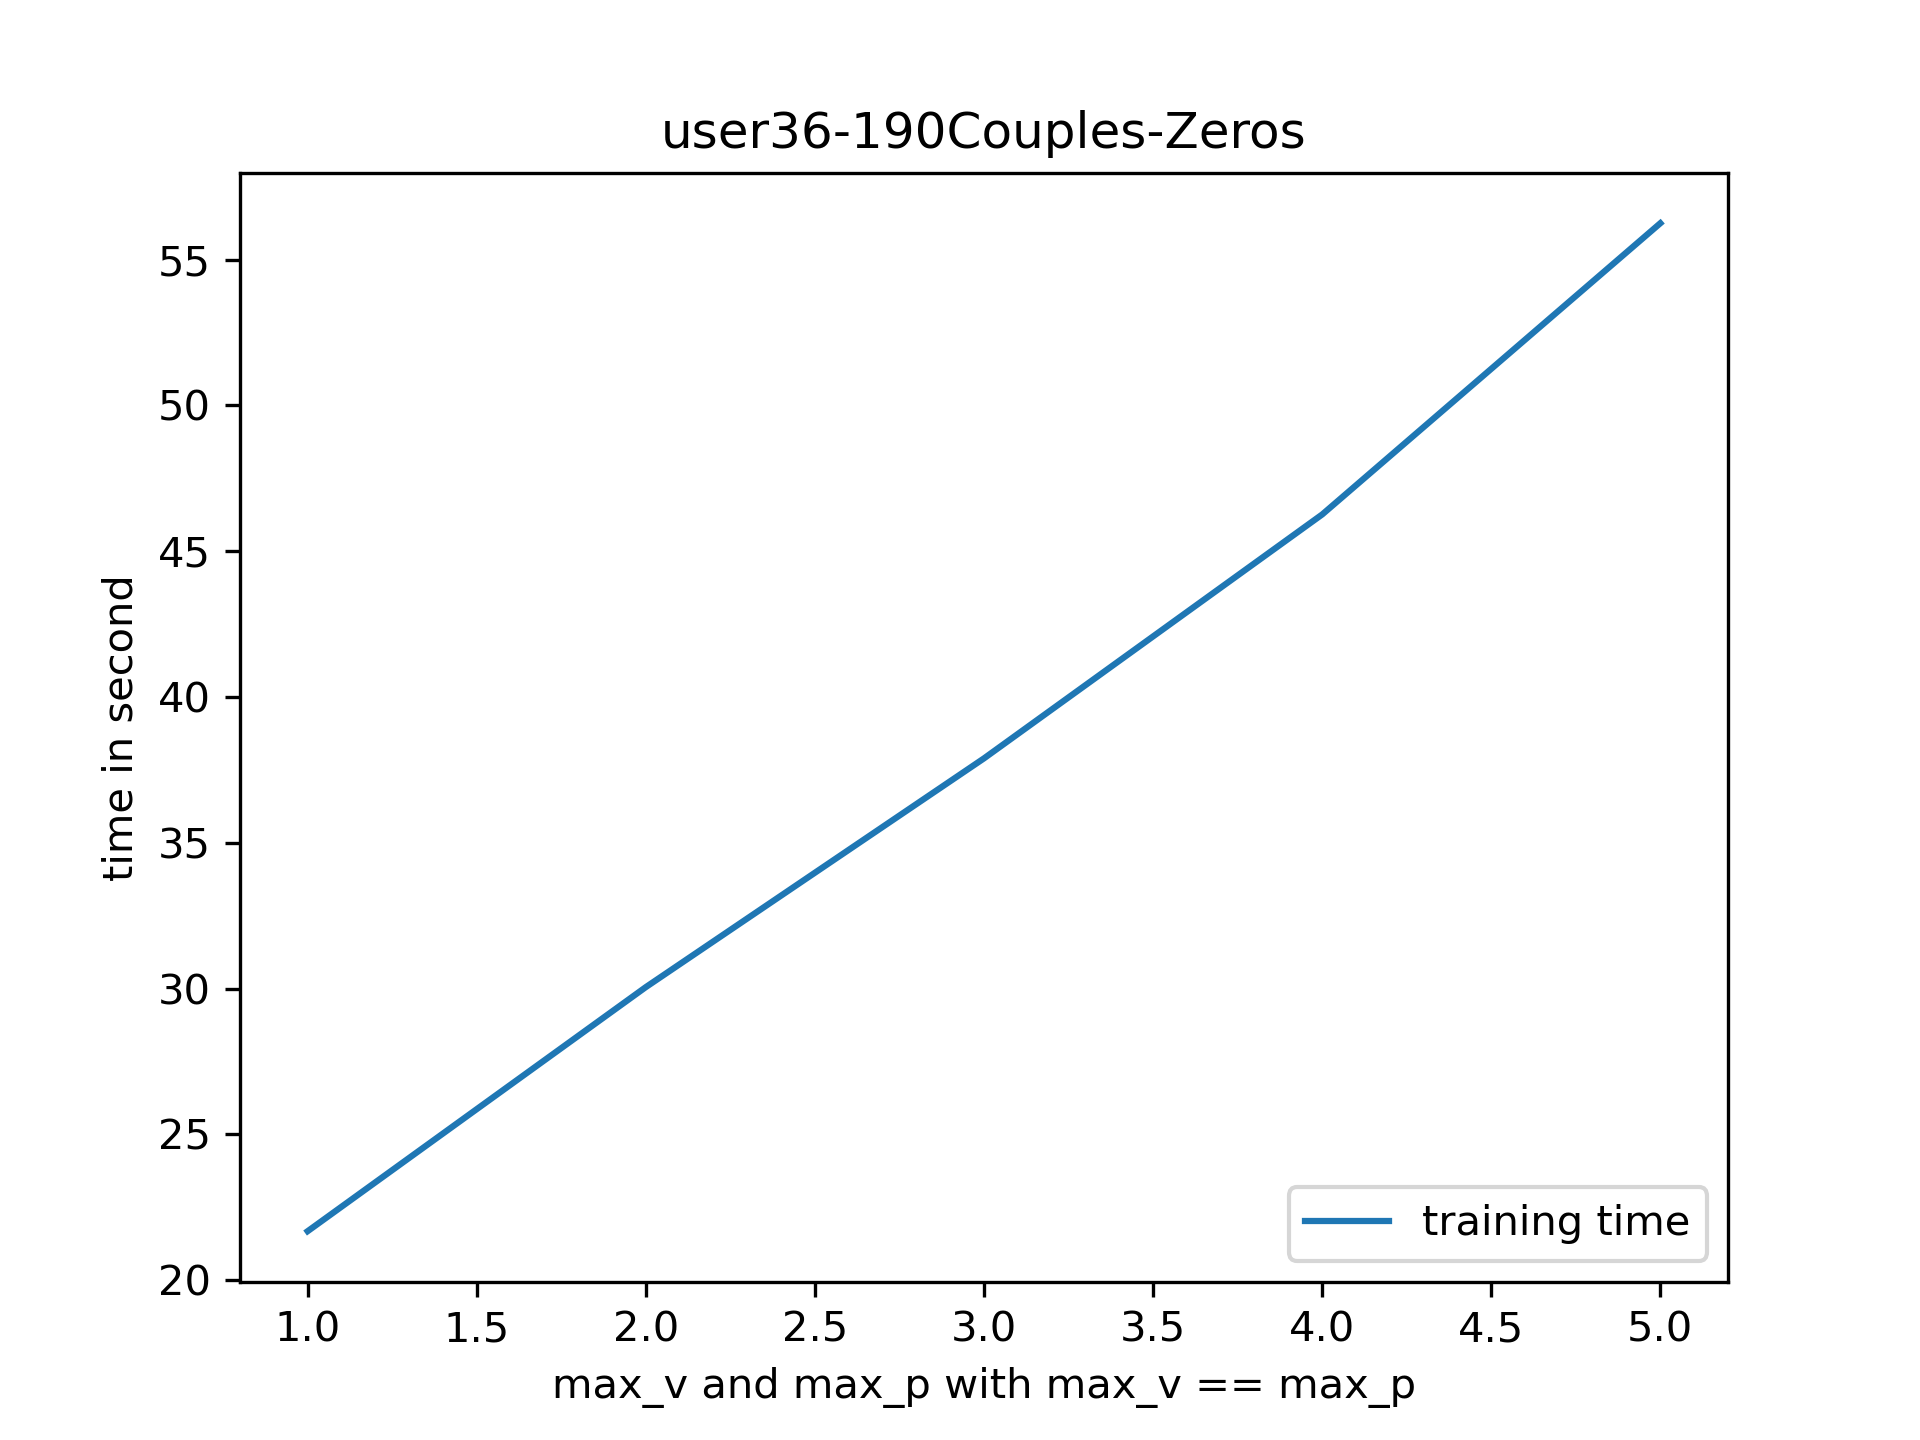 user36-190Couples-Zeros
time in second
55
50
45
40
35
30
25
20
training time
1.0 1.5 2.0 2.5 3.0 3.5 4.0 4.5 5.0
max_v and max_p with max_v == max_p